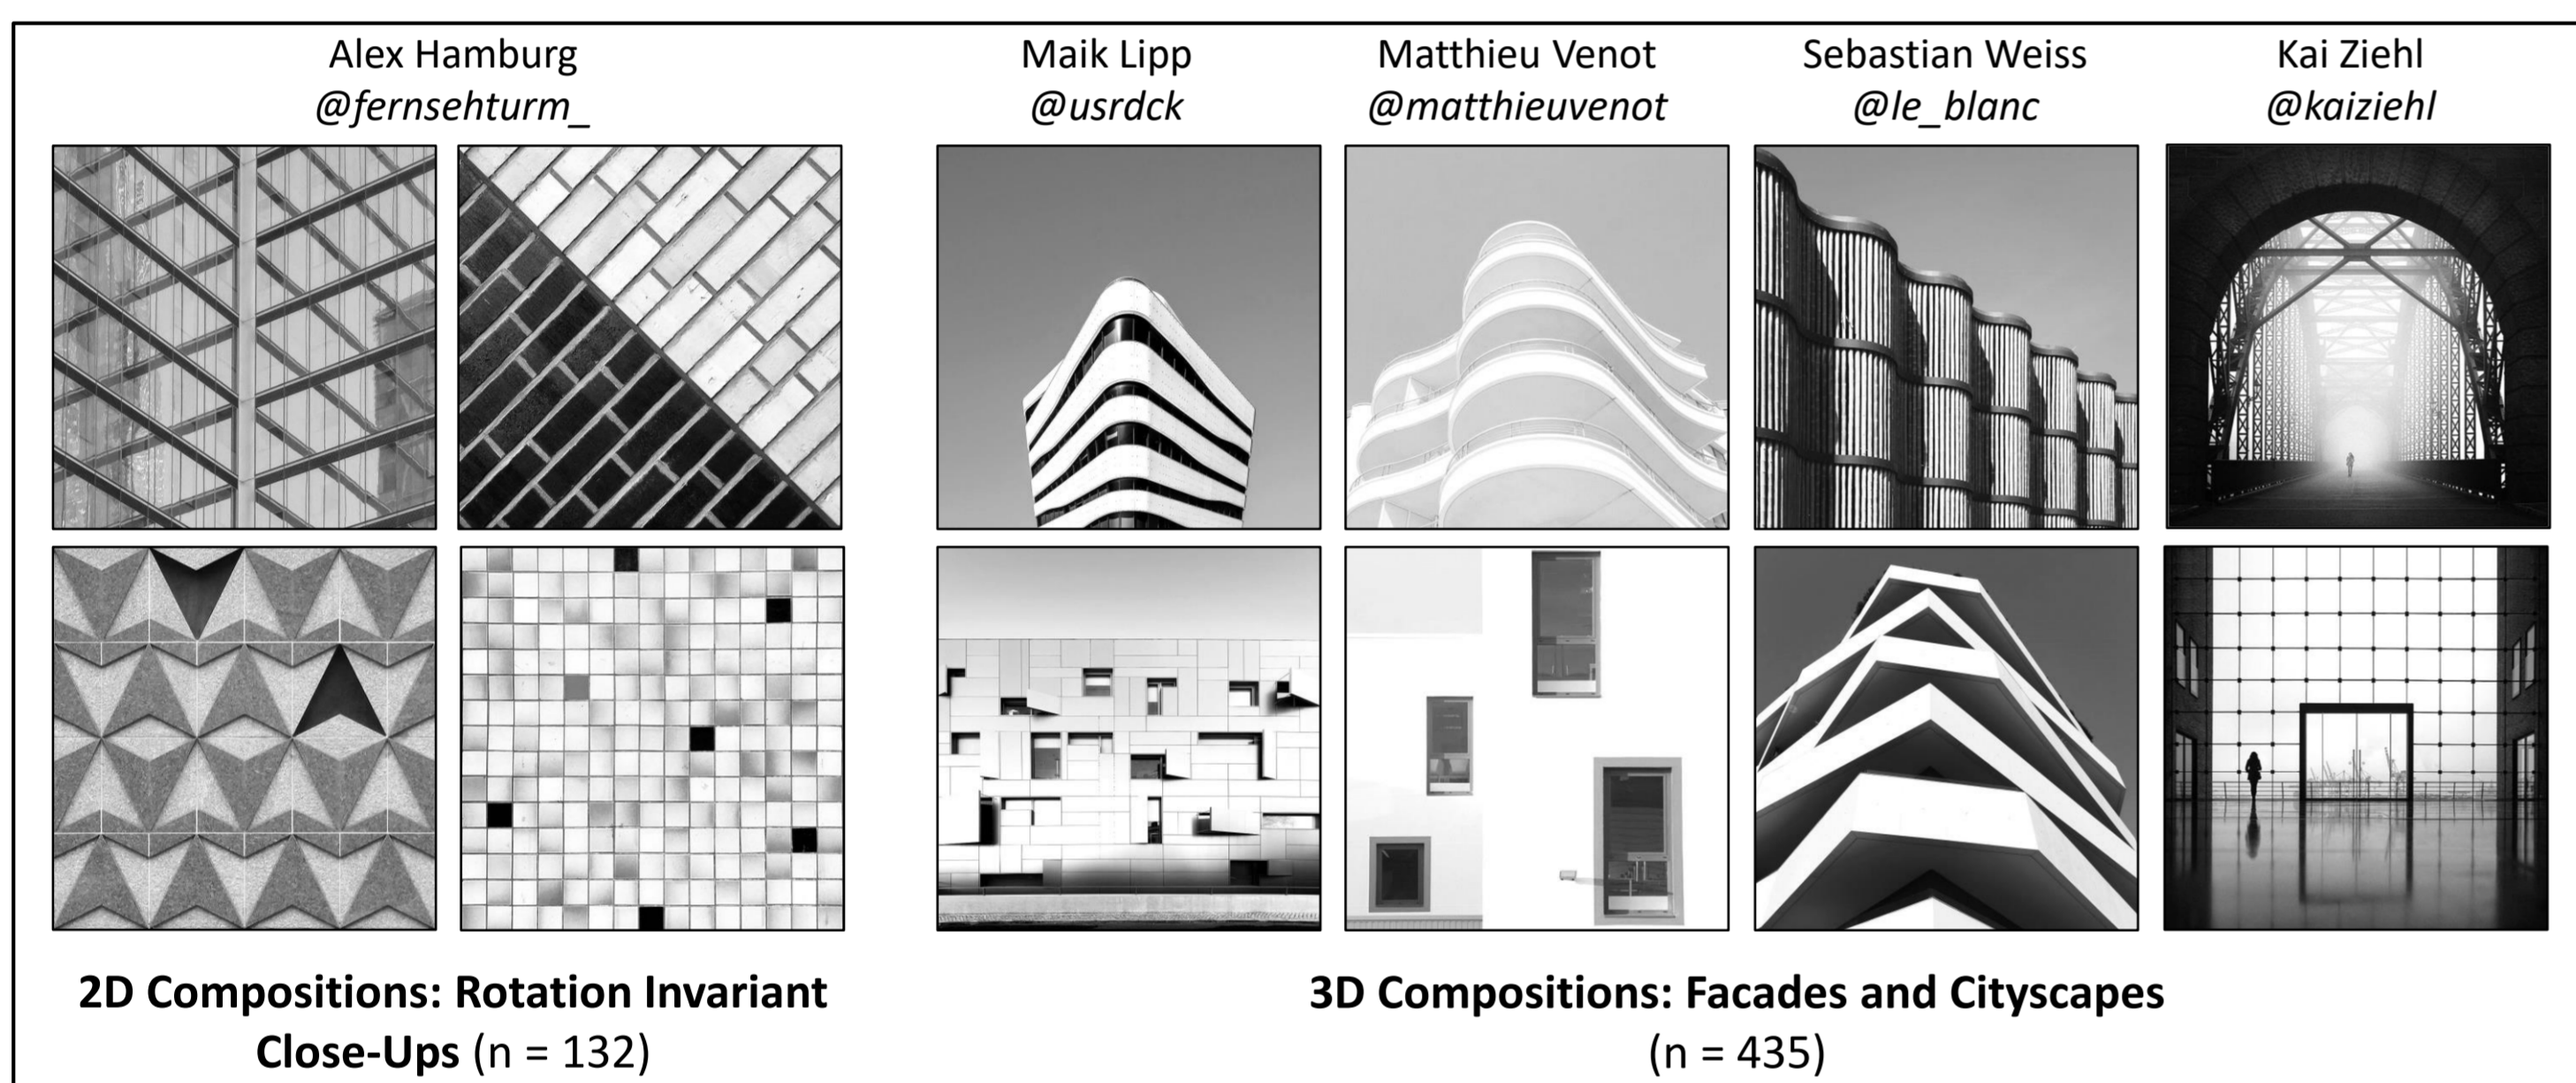 Alex Hamburg
@fernsehturm_
Maik Lipp
@usrdck
Matthieu Venot
@matthieuvenot
Sebastian Weiss
@le_blanc
Kai Ziehl
@kaiziehl
2D Compositions: Rotation Invariant
Close-Ups (n = 132)
3D Compositions: Facades and Cityscapes
(n = 435)